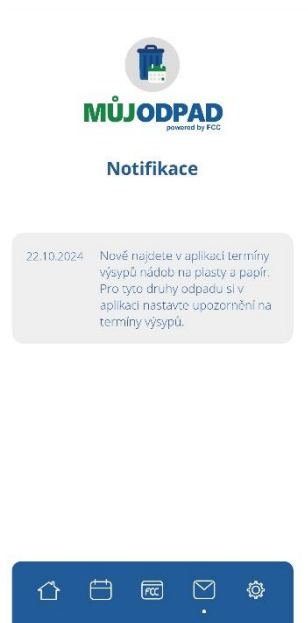 MŮJODPAD
powered by FCC
Notifikace
22.10.2024 Nově najdete v aplikaci termíny
výsypů nádob na plasty a papír.
Pro tyto druhy odpadu si v
aplikaci nastavte upozornění na
termíny výsypů.
FCC